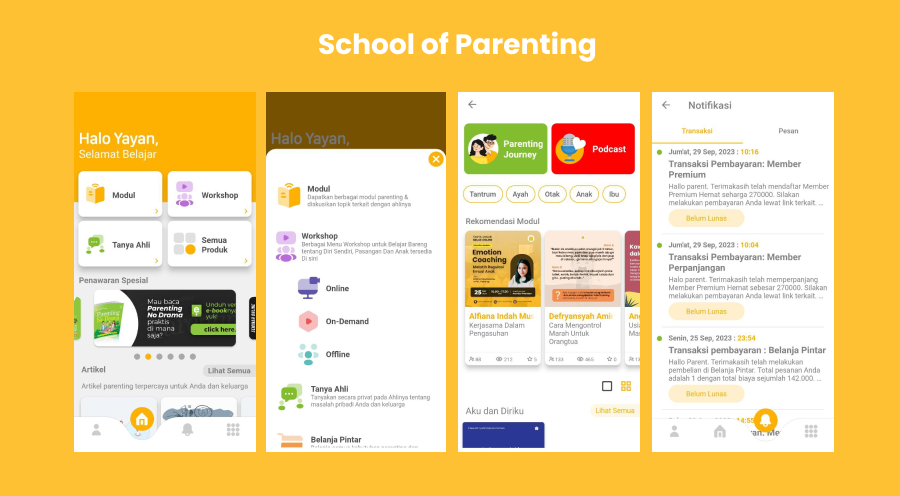 School of Parenting
Halo Yayan,
Selamat Belajar
Modul
Workshop
Tanya Ahli
Semua
Produk
Penawaran Spesial
Parenting
Mau baca
Parenting
No Drama
praktis
di mana
saja?
Unduh
e-book
click here
Artikel
Lihat Semua
Artikel parenting terpercaya untuk Anda dan keluarga
Halo Yayan,
Modul
Dapatkan berbagai modul parenting &
diskusikan topik terkait dengan ahlinya
Workshop
Berbagai Menu Workshop untuk Belajar Bareng
tentang Diri Sendiri, Pasangan Dan Anak tersedia
Di sini
Online
On-Demand
Offline
Tanya Ahli
Tanyakan secara privat pada Ahlinya tentang
masalah pribadi Anda dan keluarga
Belanja Pintar
Parenting
Journey
Podcast
Tantrum
Ayah
Otak
Anak
Ibu
Rekomendasi Modul
Emotion
Coaching
25
Alfiana Indah Mu
Kerjasama Dalam
Pengasuhan
98
212
5
Defryansyah Ami
Cara Mengontrol
Marah Untuk
Orangtua
133
465
5
Aku dan Diriku
Lihat Semua
Notifikasi
Transaksi
Pesan
Jum'at, 29 Sep, 2023 : 10:16
Transaksi Pembayaran: Member
Premium
Hallo parent. Terimakasih telah mendaftar Member
Premium Hemat seharga 270000. Silakan
melakukan pembayaran Anda lewat link terkait. ...
Belum Lunas
Jum'at, 29 Sep, 2023 : 10:04
Transaksi Pembayaran: Member
Perpanjangan
Halo parent. Terimakasih telah memperpanjang
Member Premium Hemat sebesar 270000. Silakan
melakukan pembayaran Anda lewat link terkait. ...
Belum Lunas
Senin, 25 Sep, 2023 : 23:54
Transaksi pembayaran : Belanja Pintar
Hallo Parent. Terimakasih telah melakukan
pembelian di Belanja Pintar. Total pesanan Anda
adalah 1 dengan total biaya sejumlah 142.000. ...
Belum Lunas